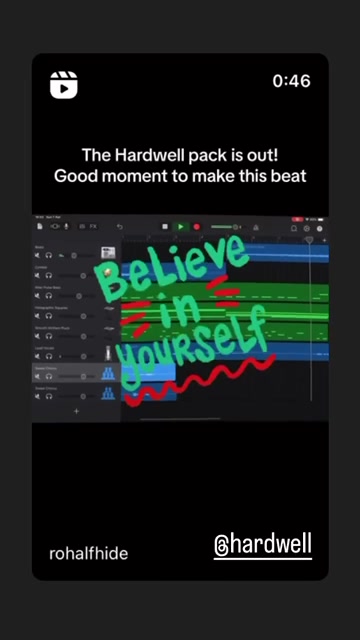 0:46
The Hardwell pack is out!
Good moment to make this beat
BeLieve
in
YOURSELF
rohalfhide
@hardwell